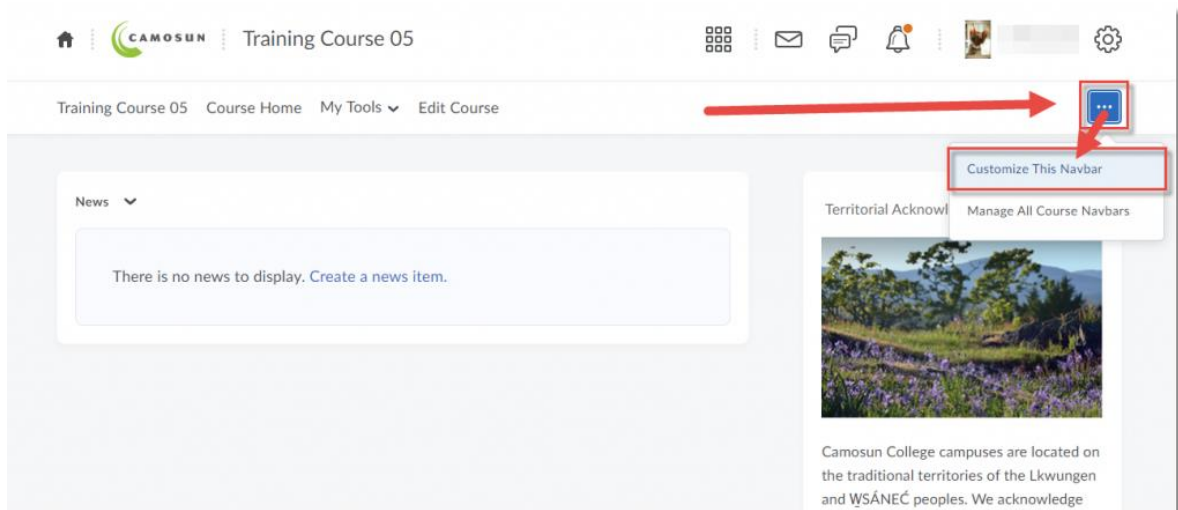 CAMOSUN
Training Course 05
Training Course 05 Course Home My Tools Edit Course
Customize This Navbar
Manage All Course Navbars
News
There is no news to display. Create a news item.
Territorial Acknowl
Camosun College campuses are located on
the traditional territories of the Lkwungen
and W̱SÁNEĆ peoples. We acknowledge